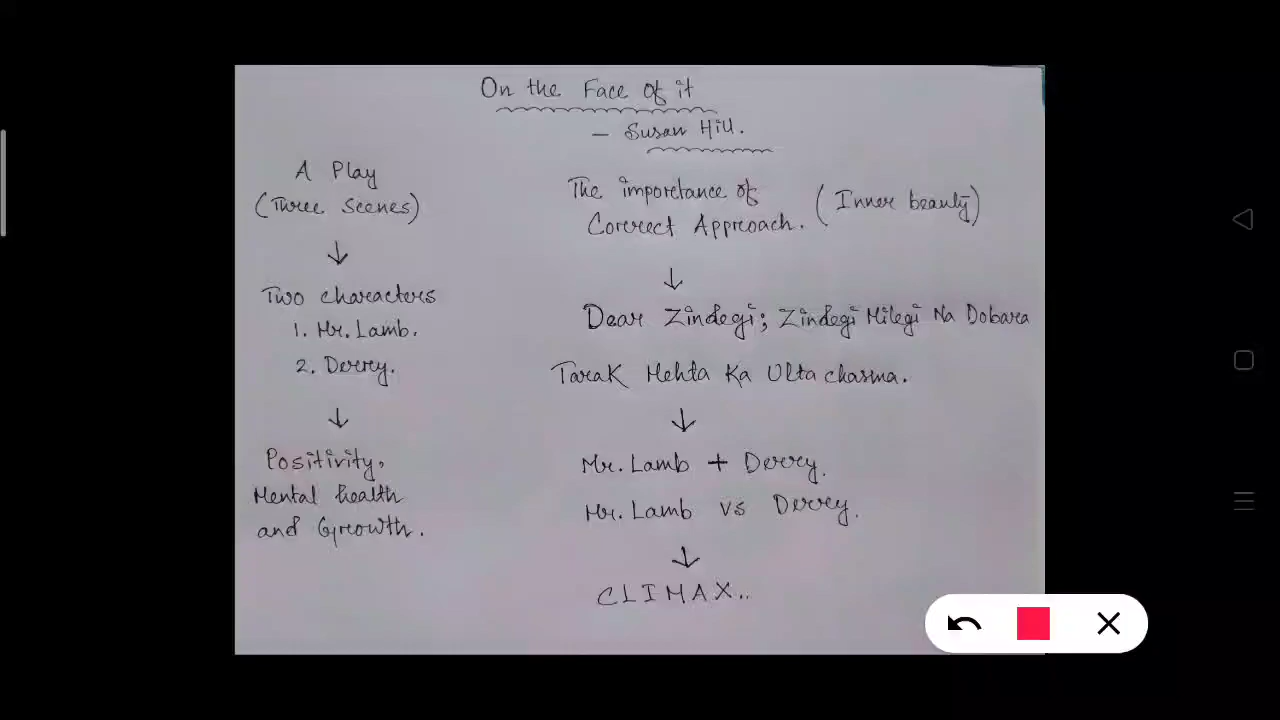 On the Face of it
- Susan Hill.
A Play
(Three Scenes)
↓
Two characters
1. Mr. Lamb.
2. Derry.
↓
Positivity,
Mental health
and Growth.
The importance of (Inner beauty)
Correct Approach.
↓
Dear Zindegi; Zindegi Milegi Na Dobara
Tarak Mehta Ka Ulta chasma.
↓
Mr. Lamb + Derry.
Mr. Lamb vs Derry.
↓
CLIMAX..